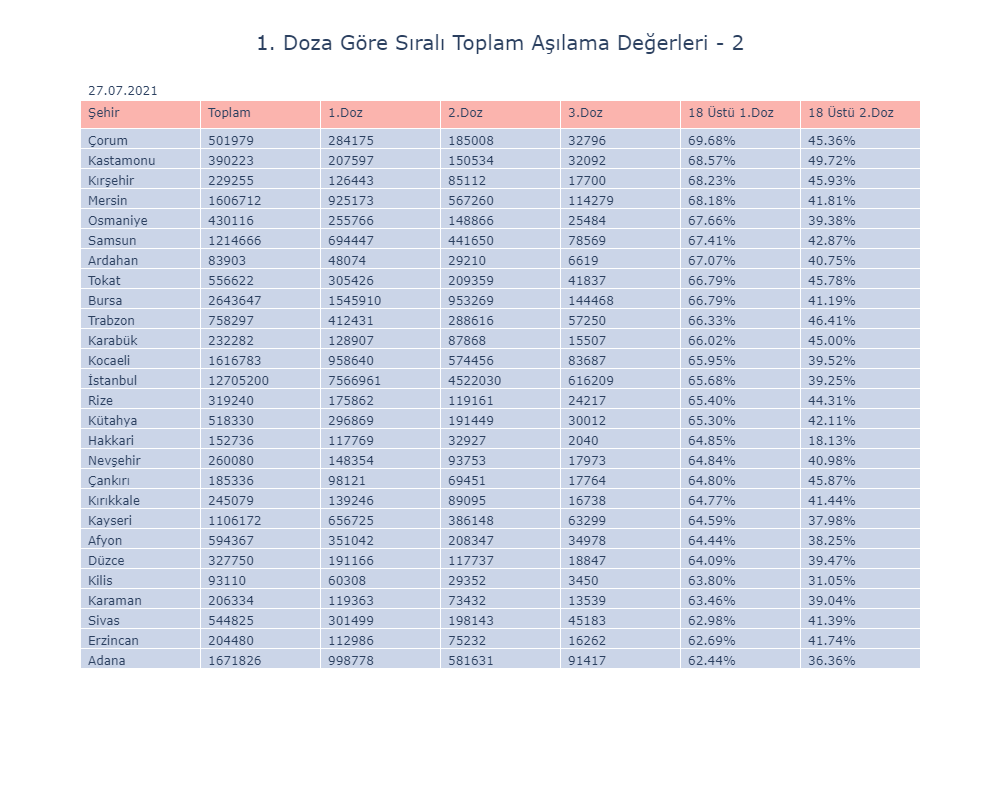 1. Doza Göre Sıralı Toplam Aşılama Değerleri - 2
27.07.2021
Şehir Toplam 1.Doz 2.Doz 3.Doz 18 Üstü 1.Doz 18 Üstü 2.Doz
Çorum 501979 284175 185008 32796 69.68% 45.36%
Kastamonu 390223 207597 150534 32092 68.57% 49.72%
Kırşehir 229255 126443 85112 17700 68.23% 45.93%
Mersin 1606712 925173 567260 114279 68.18% 41.81%
Osmaniye 430116 255766 148866 25484 67.66% 39.38%
Samsun 1214666 694447 441650 78569 67.41% 42.87%
Ardahan 83903 48074 29210 6619 67.07% 40.75%
Tokat 556622 305426 209359 41837 66.79% 45.78%
Bursa 2643647 1545910 953269 144468 66.79% 41.19%
Trabzon 758297 412431 288616 57250 66.33% 46.41%
Karabük 232282 128907 87868 15507 66.02% 45.00%
Kocaeli 1616783 958640 574456 83687 65.95% 39.52%
İstanbul 12705200 7566961 4522030 616209 65.68% 39.25%
Rize 319240 175862 119161 24217 65.40% 44.31%
Kütahya 518330 296869 191449 30012 65.30% 42.11%
Hakkari 152736 117769 32927 2040 64.85% 18.13%
Nevşehir 260080 148354 93753 17973 64.84% 40.98%
Çankırı 185336 98121 69451 17764 64.80% 45.87%
Kırıkkale 245079 139246 89095 16738 64.77% 41.44%
Kayseri 1106172 656725 386148 63299 64.59% 37.98%
Afyon 594367 351042 208347 34978 64.44% 38.25%
Düzce 327750 191166 117737 18847 64.09% 39.47%
Kilis 93110 60308 29352 3450 63.80% 31.05%
Karaman 206334 119363 73432 13539 63.46% 39.04%
Sivas 544825 301499 198143 45183 62.98% 41.39%
Erzincan 204480 112986 75232 16262 62.69% 41.74%
Adana 1671826 998778 581631 91417 62.44% 36.36%